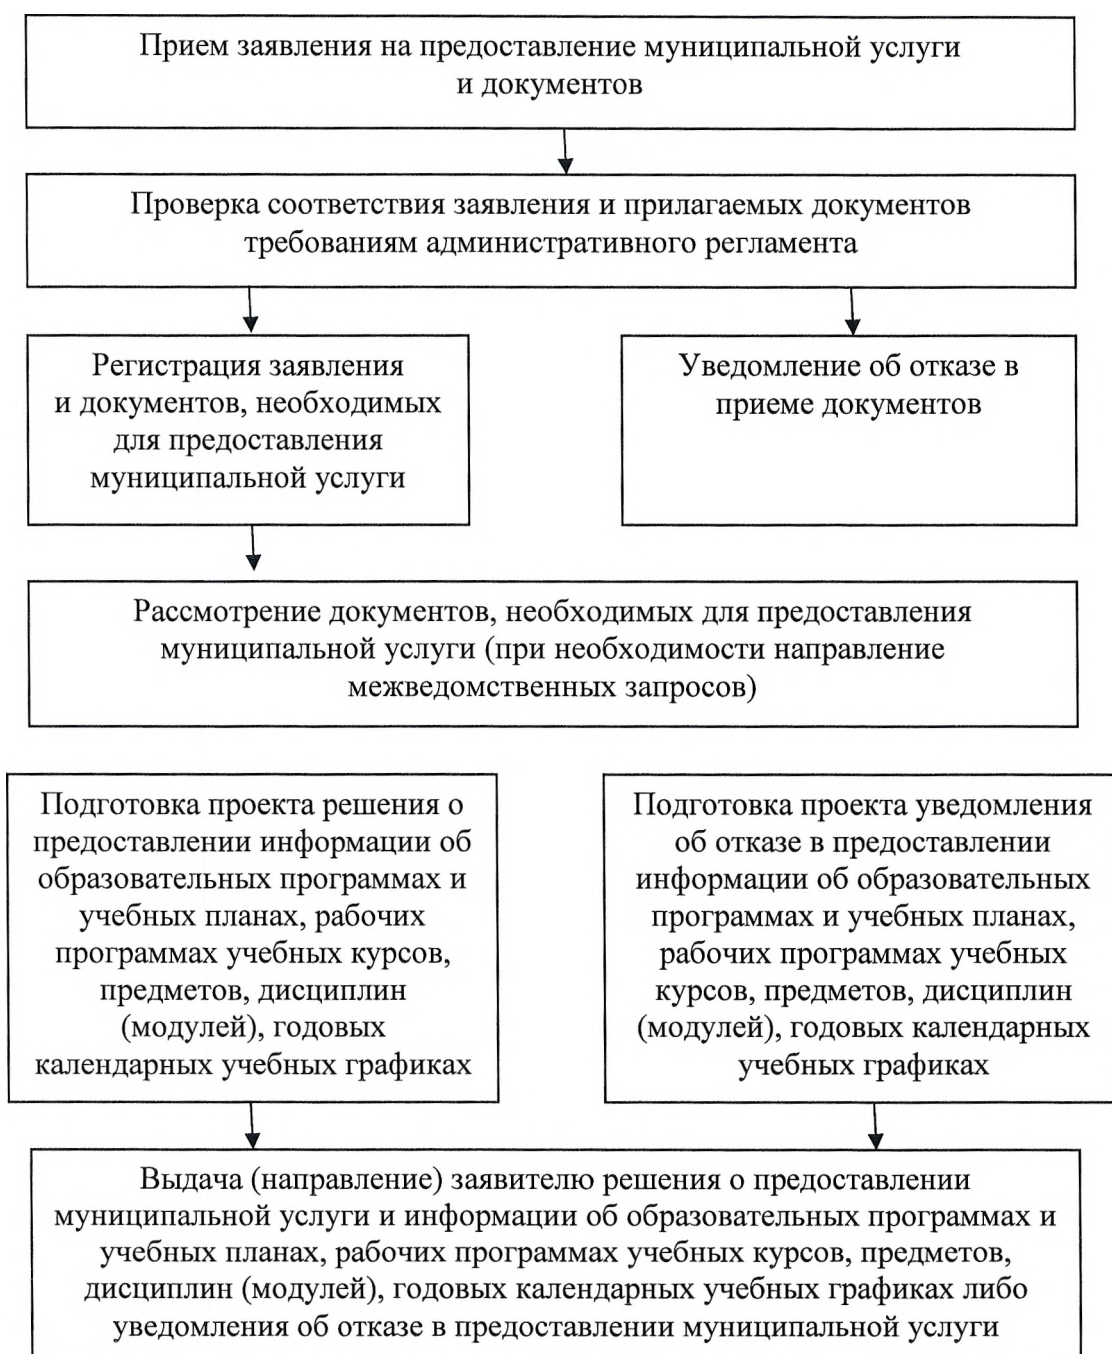 Прием заявления на предоставление муниципальной услуги
и документов
Проверка соответствия заявления и прилагаемых документов
требованиям административного регламента
Регистрация заявления
и документов, необходимых
для предоставления
муниципальной услуги
Уведомление об отказе в
приеме документов
Рассмотрение документов, необходимых для предоставления
муниципальной услуги (при необходимости направление
межведомственных запросов)
Подготовка проекта решения о
предоставлении информации об
образовательных программах и
учебных планах, рабочих
программах учебных курсов,
предметов, дисциплин
(модулей), годовых
календарных учебных графиках
Подготовка проекта уведомления
об отказе в предоставлении
информации об образовательных
программах и учебных планах,
рабочих программах учебных
курсов, предметов, дисциплин
(модулей), годовых календарных
учебных графиках
Выдача (направление) заявителю решения о предоставлении
муниципальной услуги и информации об образовательных программах и
учебных планах, рабочих программах учебных курсов, предметов,
дисциплин (модулей), годовых календарных учебных графиках либо
уведомления об отказе в предоставлении муниципальной услуги